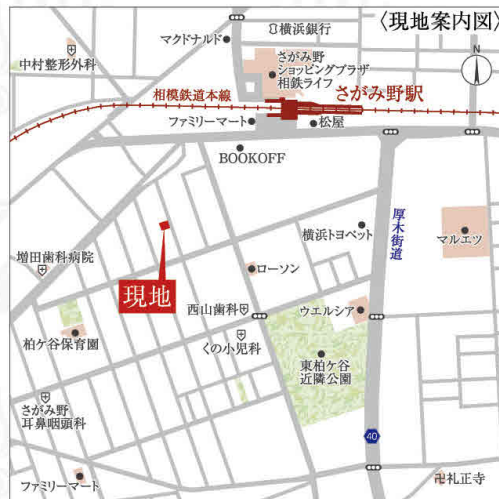 〈現地案内図〉
横浜銀行
マクドナルド
中村整形外科
さがみ野
ショッピングプラザ
相鉄ライフ
N
相模鉄道本線
さがみ野駅
ファミリーマート
松屋
BOOKOFF
厚木街道
横浜トヨペット
マルエツ
増田歯科病院
ローソン
現地
西山歯科
ウエルシア
柏ケ谷保育園
くの小児科
東柏ケ谷
近隣公園
さがみ野
耳鼻咽頭科
40
ファミリーマート
卍礼正寺